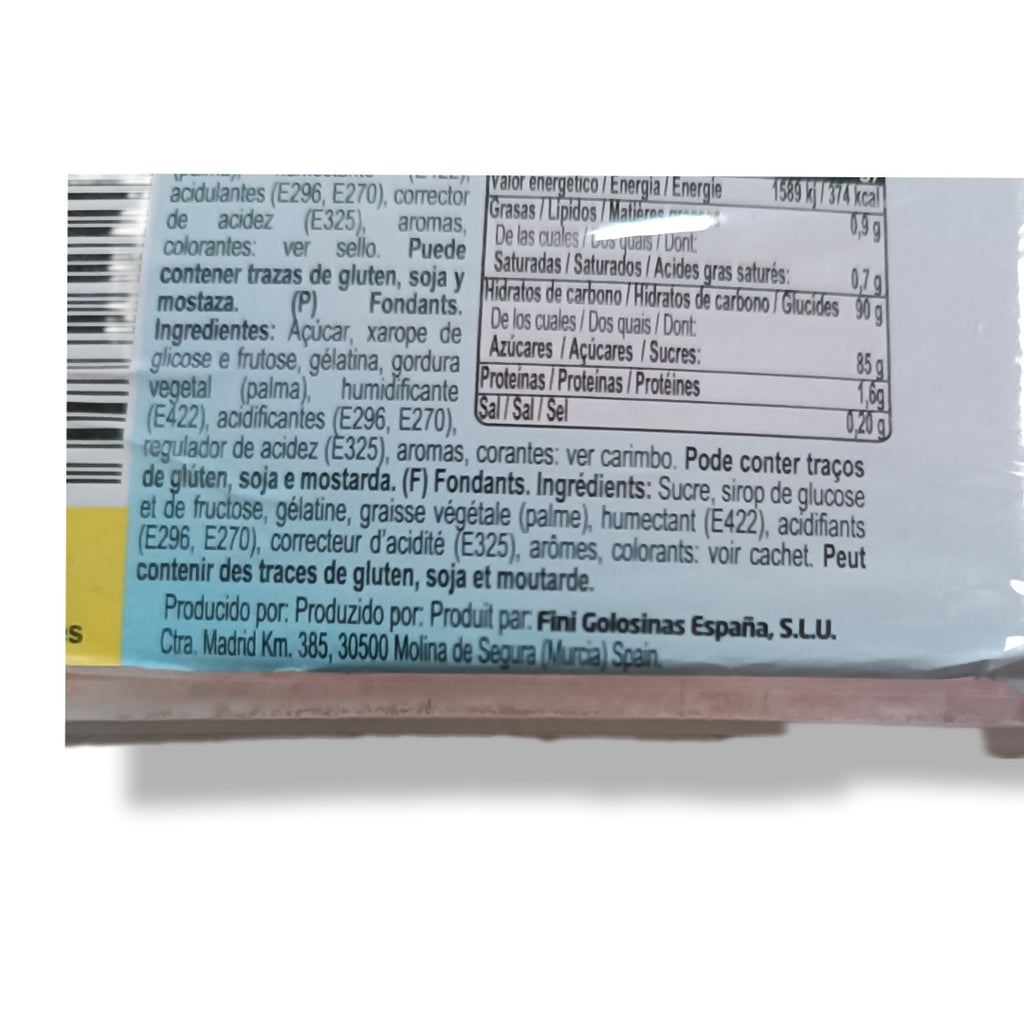 acidulantes (E296, E270), corrector
de acidez (E325), aromas,
colorantes: ver sello. Puede
contener trazas de gluten, soja y
mostaza. (P) Fondants.
Ingredientes: Açúcar, xarope de
glicose e frutose, gélatina, gordura
vegetal (palma), humidificante
(E422), acidificantes (E296, E270),
regulador de acidez (E325), aromas, corantes: ver carimbo. Pode conter traços
de glúten, soja e mostarda. (F) Fondants. Ingrédients: Sucre, sirop de glucose
et de fructose, gélatine, graisse végétale (palme), humectant (E422), acidifiants
(E296, E270), correcteur d'acidité (E325), arômes, colorants: voir cachet. Peut
contenir des traces de gluten, soja et moutarde.
Producido por: Produzido por: Produit par: Fini Golosinas España, S.L.U.
Ctra. Madrid Km. 385, 30500 Molina de Segura (Murcia) Spain.
Valor energético / Energia / Energie 1589 kj / 374 kcal
Grasas / Lípidos / Matières 0,9 g
De las cuales / Dos quais / Dont:
Saturadas / Saturados / Acides gras saturés: 0,7 g
Hidratos de carbono / Hidratos de carbono / Glucides 90 g
De los cuales / Dos quais / Dont:
Azúcares / Açúcares / Sucres: 85 g
Proteínas / Proteínas / Protéines 1,6g
Sal / Sal / Sel 0,20 g